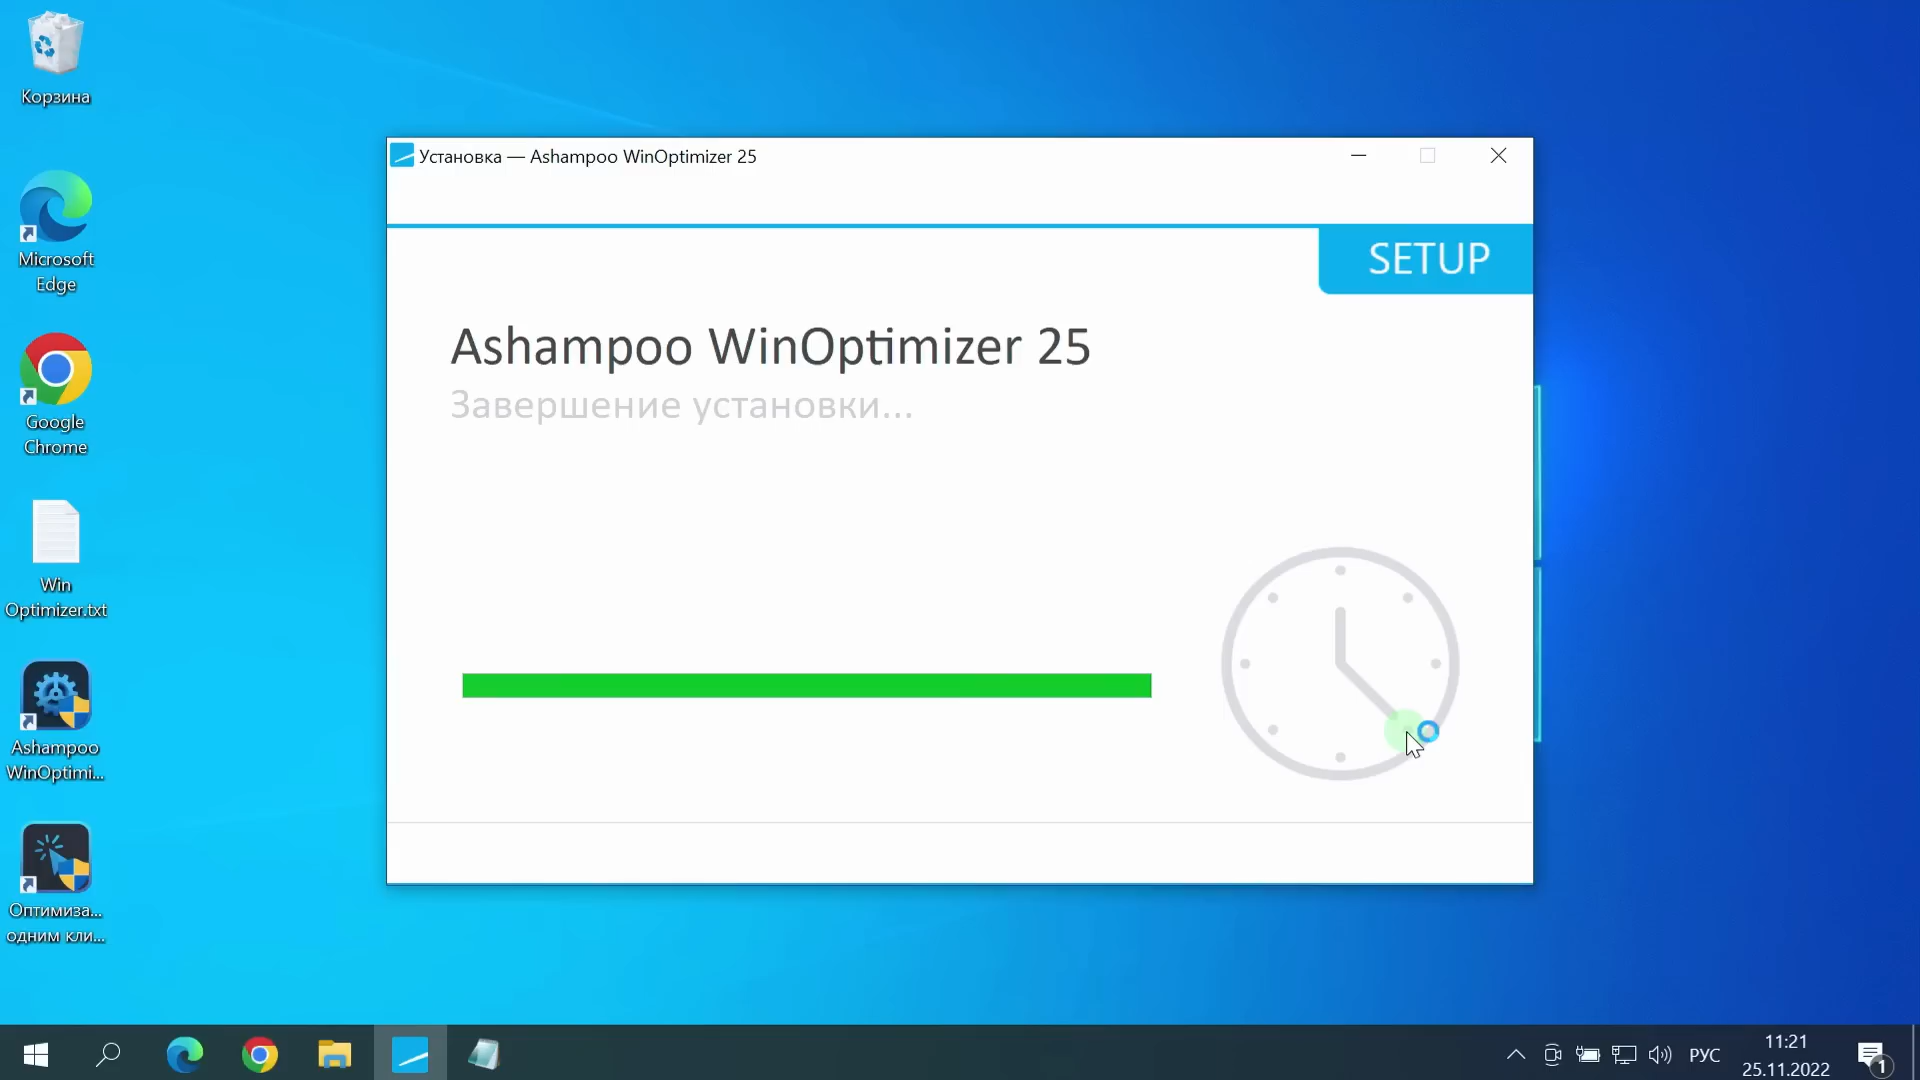 Корзина
Microsoft
Edge
Google
Chrome
Win
Optimizer.txt
Ashampoo
WinOptimi...
Оптимиза...
одним кли...
Установка — Ashampoo WinOptimizer 25
SETUP
Ashampoo WinOptimizer 25
Завершение установки...
РУС
11:21
25.11.2022
1